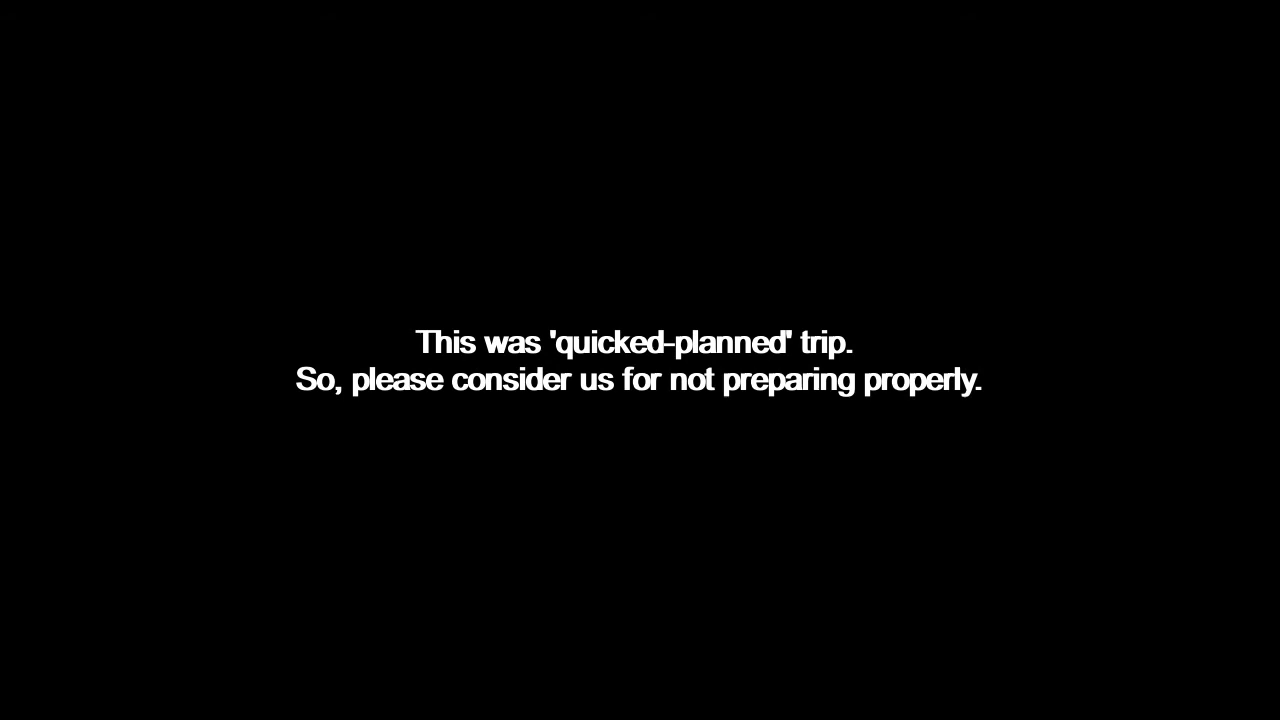 This was 'quicked-planned' trip.
So, please consider us for not preparing properly.